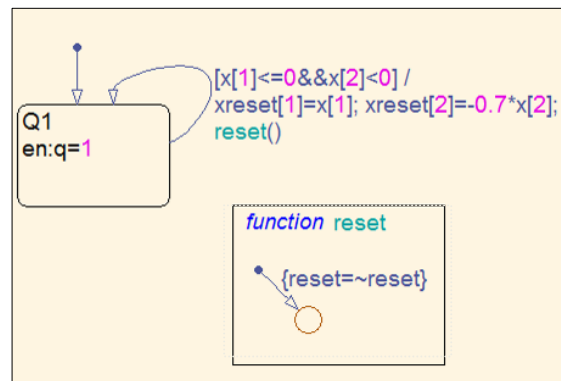 [x[1]<=0&&x[2]<0] /
xreset[1]=x[1]; xreset[2]=-0.7*x[2];
reset()
Q1
en:q=1
function reset
{reset=~reset}